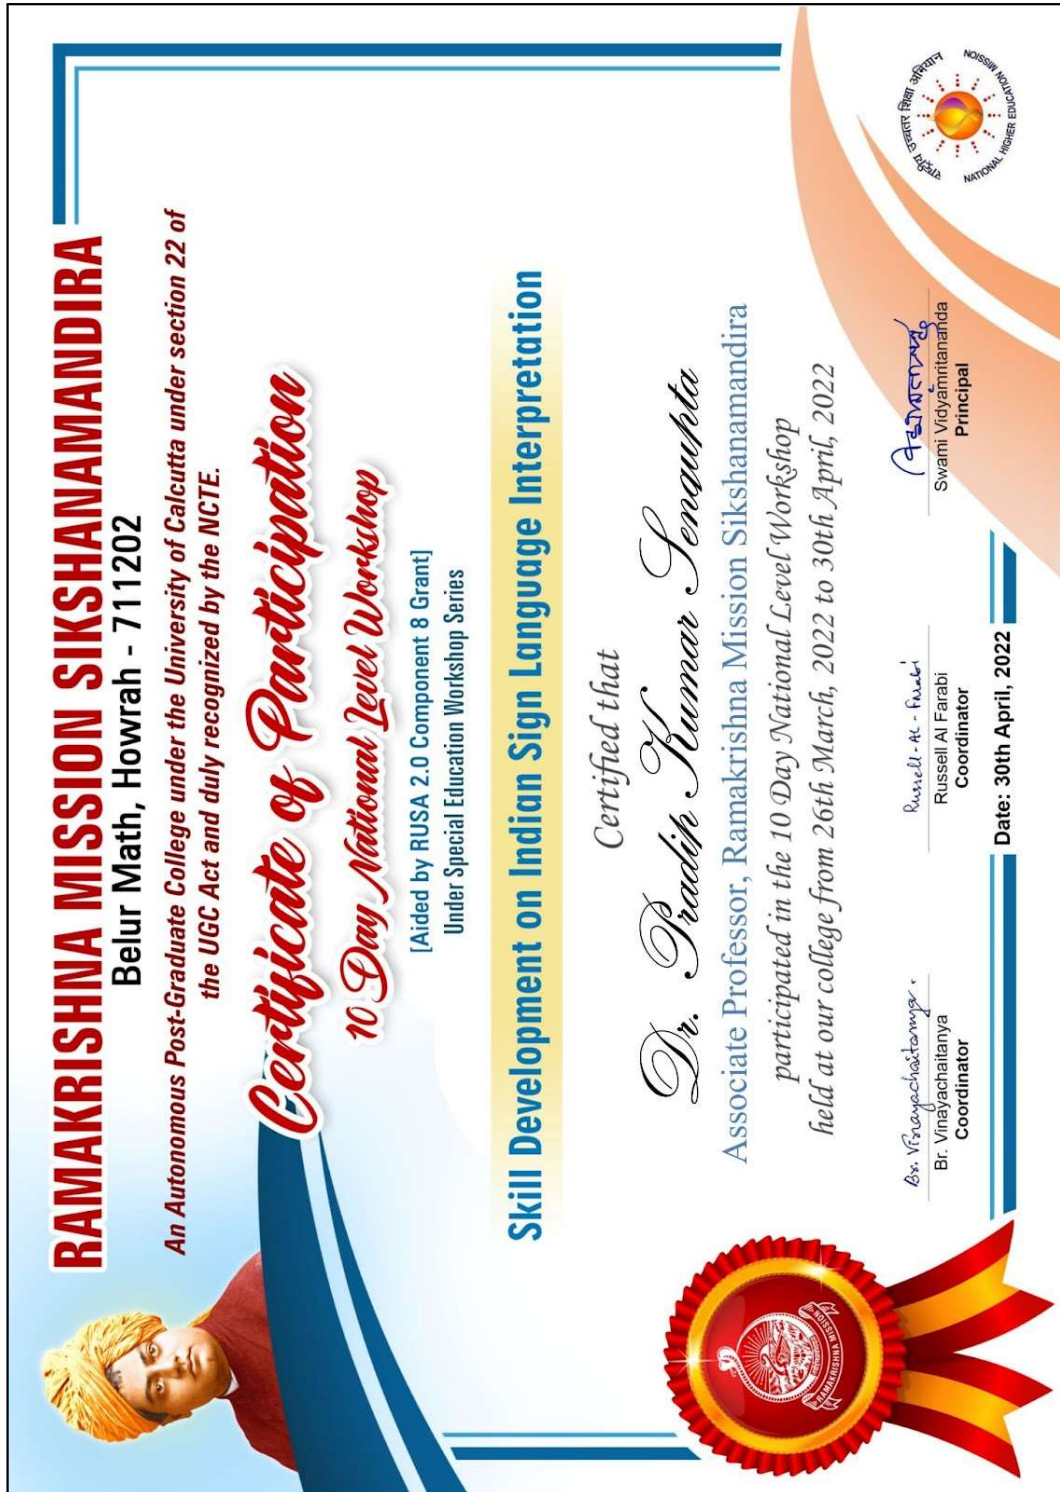 RAMAKRISHNA MISSION SIKSHANAMANDIRA
Belur Math, Howrah - 711202
An Autonomous Post-Graduate College under the University of Calcutta under section 22 of
the UGC Act and duly recognized by the NCTE.
Certificate of Participation
10 Day National Level Workshop
[Aided by RUSA 2.0 Component 8 Grant]
Under Special Education Workshop Series
Skill Development on Indian Sign Language Interpretation
Certified that
Dr. Pradip Kumar Sengupta
Associate Professor, Ramakrishna Mission Sikshanamandira
participated in the 10 Day National Level Workshop
held at our college from 26th March, 2022 to 30th April, 2022
Br. Vinayachaitanya.
Br. Vinayachaitanya
Coordinator
Russell - Al - Farabi
Russell Al Farabi
Coordinator
Swami Vidyamritananda
Principal
Date: 30th April, 2022
RAMAKRISHNA MISSION
राष्ट्रीय उच्चतर शिक्षा अभियान
NATIONAL HIGHER EDUCATION MISSION